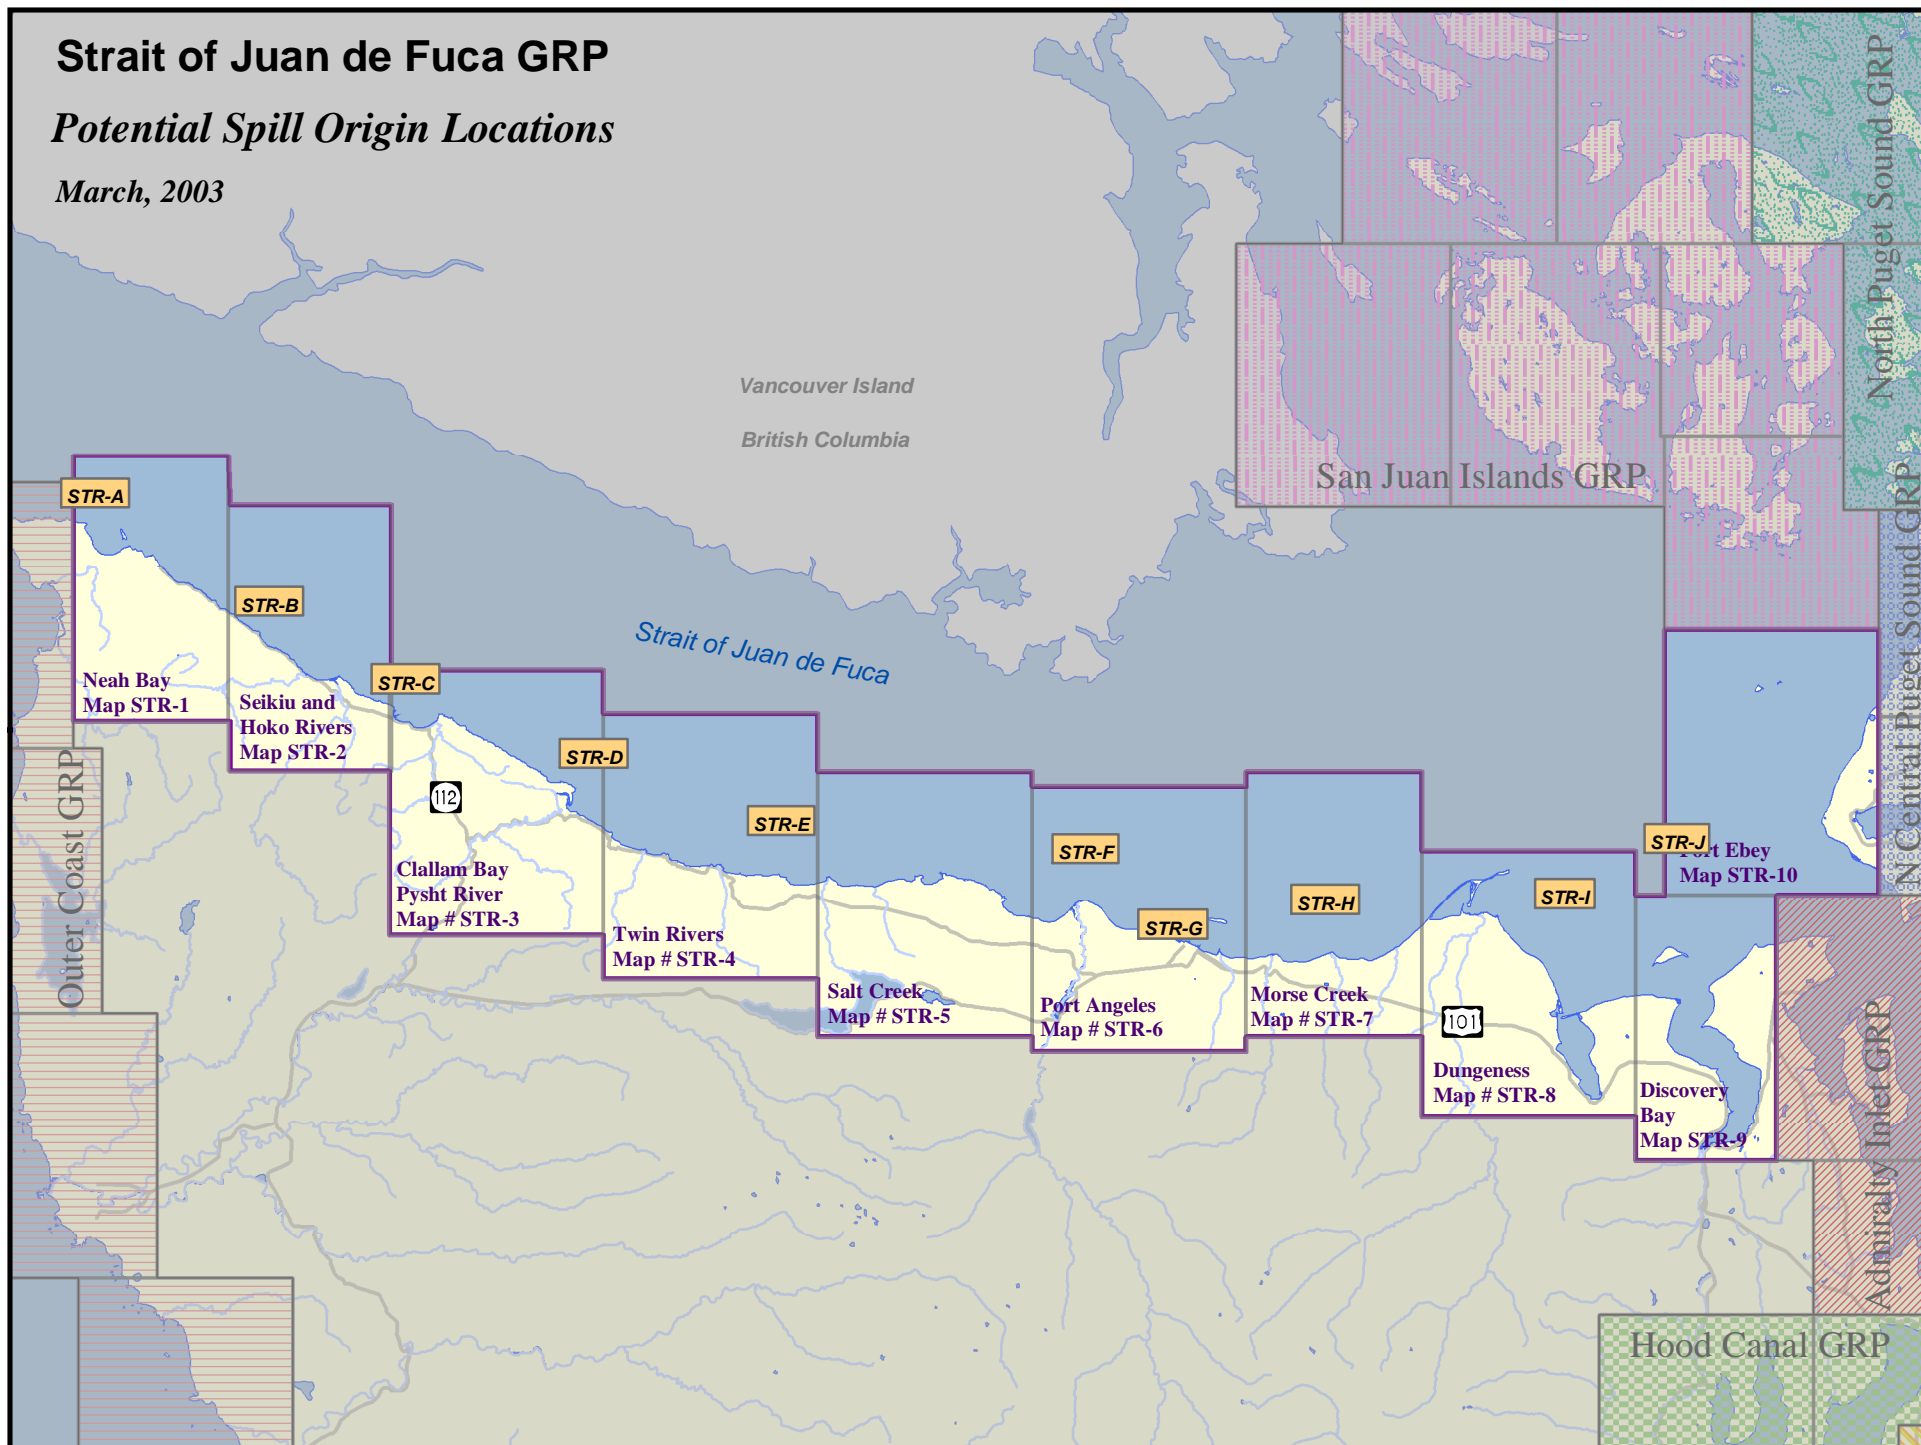 Strait of Juan de Fuca GRP
Potential Spill Origin Locations
March, 2003
North Puget Sound GRP
Vancouver Island
British Columbia
San Juan Islands GRP
STR-A
STR-B
Strait of Juan de Fuca
STR-C
Neah Bay
Map STR-1
Seikiu and
Hoko Rivers
Map STR-2
STR-D
112
STR-E
STR-F
STR-J
N Central Puget Sound GRP
Port Ebey
Map STR-10
Clallam Bay
Pysht River
Map # STR-3
STR-H
STR-I
STR-G
Outer Coast GRP
Twin Rivers
Map # STR-4
Salt Creek
Map # STR-5
Port Angeles
Map # STR-6
Morse Creek
Map # STR-7
101
Dungeness
Map # STR-8
Discovery
Bay
Map STR-9
Admiralty Inlet GRP
Hood Canal GRP